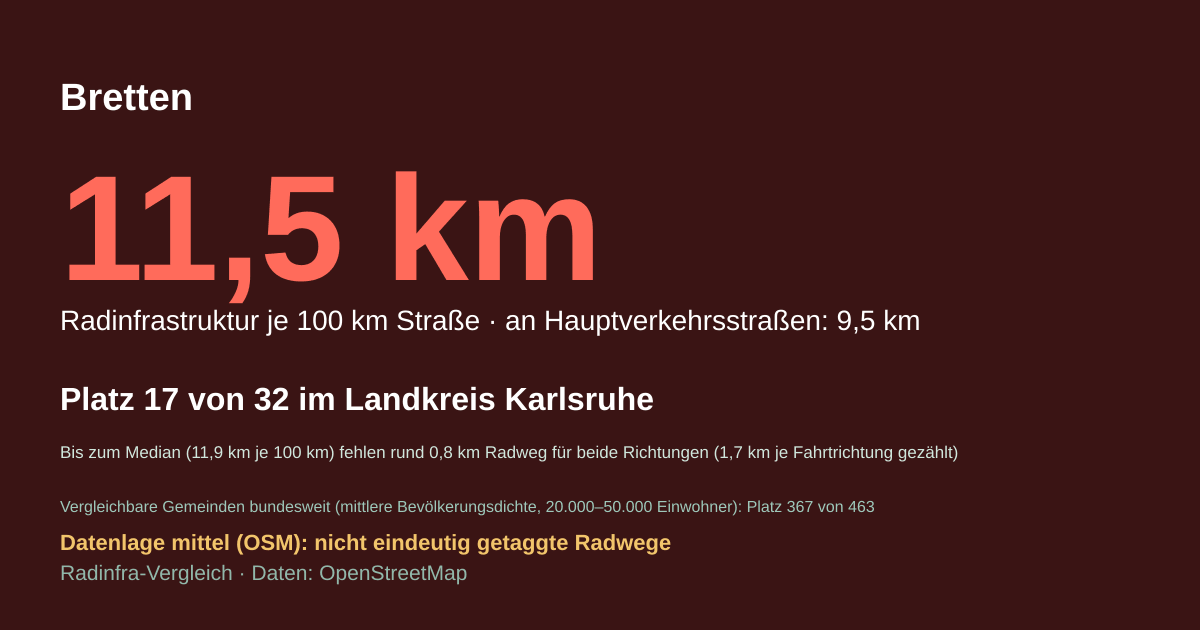 Bretten
11,5 km
Radinfrastruktur je 100 km Straße · an Hauptverkehrsstraßen: 9,5 km
Platz 17 von 32 im Landkreis Karlsruhe
Bis zum Median (11,9 km je 100 km) fehlen rund 0,8 km Radweg für beide Richtungen (1,7 km je Fahrtrichtung gezählt)
Vergleichbare Gemeinden bundesweit (mittlere Bevölkerungsdichte, 20.000–50.000 Einwohner): Platz 367 von 463
Datenlage mittel (OSM): nicht eindeutig getaggte Radwege
Radinfra-Vergleich · Daten: OpenStreetMap